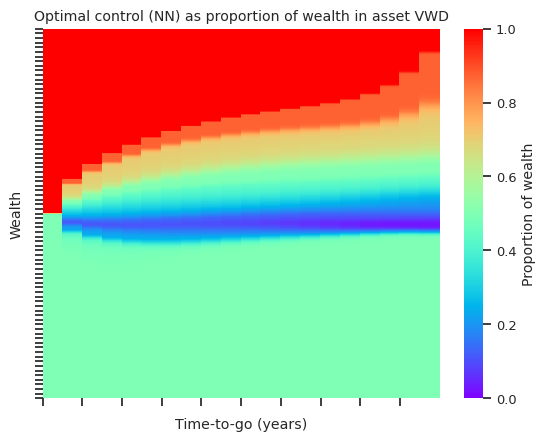 Optimal control (NN) as proportion of wealth in asset VWD
1.0
0.8
0.6
0.4
0.2
0.0
Wealth
Proportion of wealth
Time-to-go (years)